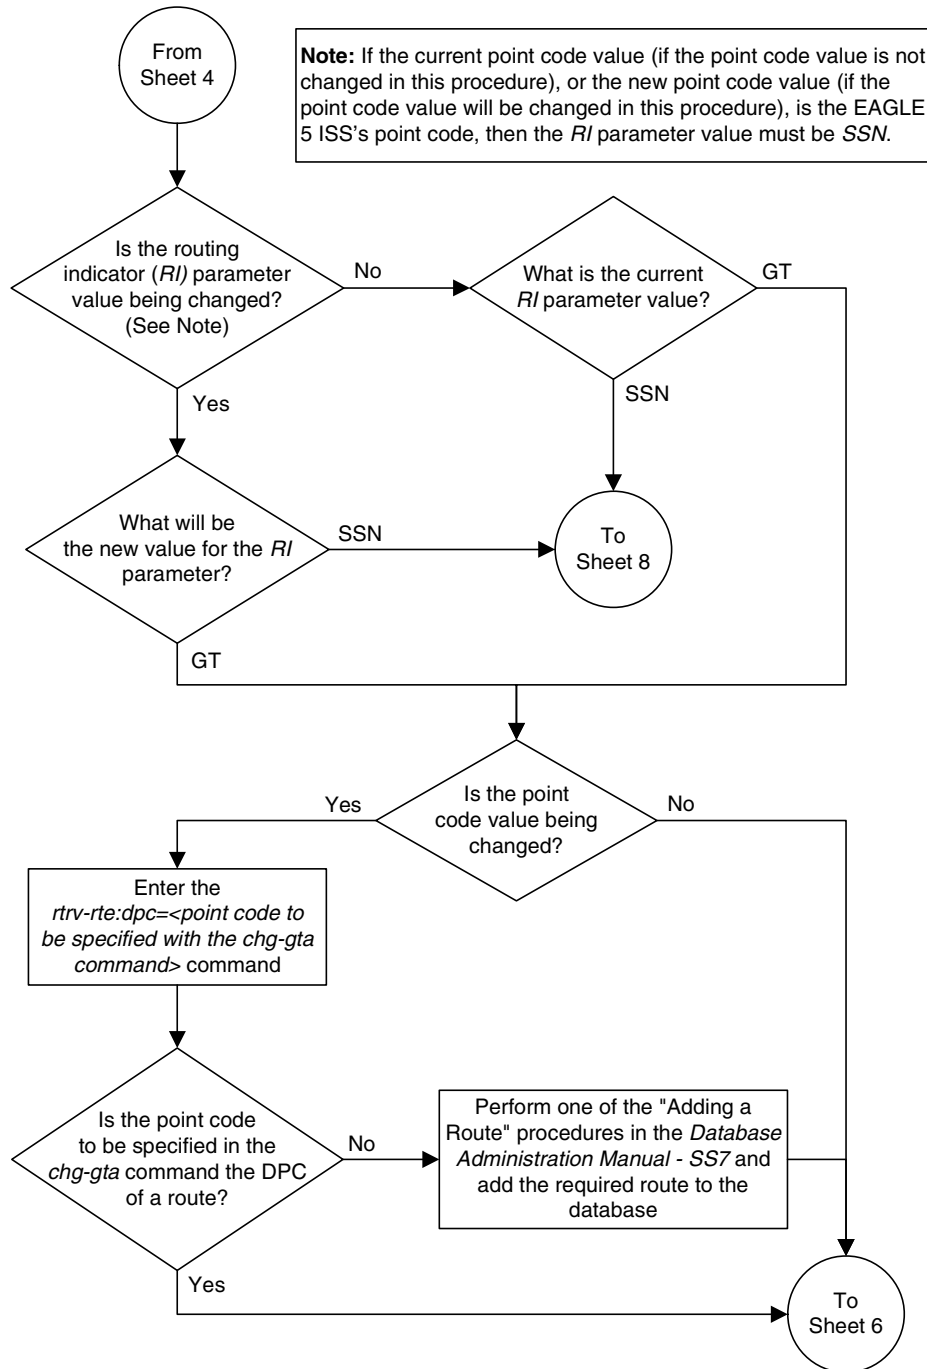 From
Sheet 4
Note: If the current point code value (if the point code value is not
changed in this procedure), or the new point code value (if the
point code value will be changed in this procedure), is the EAGLE
5 ISS's point code, then the RI parameter value must be SSN.
Is the routing
indicator (RI) parameter
value being changed?
(See Note)
No
What is the current
RI parameter value?
GT
Yes
SSN
What will be
the new value for the RI
parameter?
SSN
To
Sheet 8
GT
Is the point
code value being
changed?
Yes
No
Enter the
rtrv-rte:dpc=<point code to
be specified with the chg-gta
command> command
Is the point code
to be specified in the
chg-gta command the DPC
of a route?
No
Perform one of the "Adding a
Route" procedures in the Database
Administration Manual - SS7 and
add the required route to the
database
Yes
To
Sheet 6